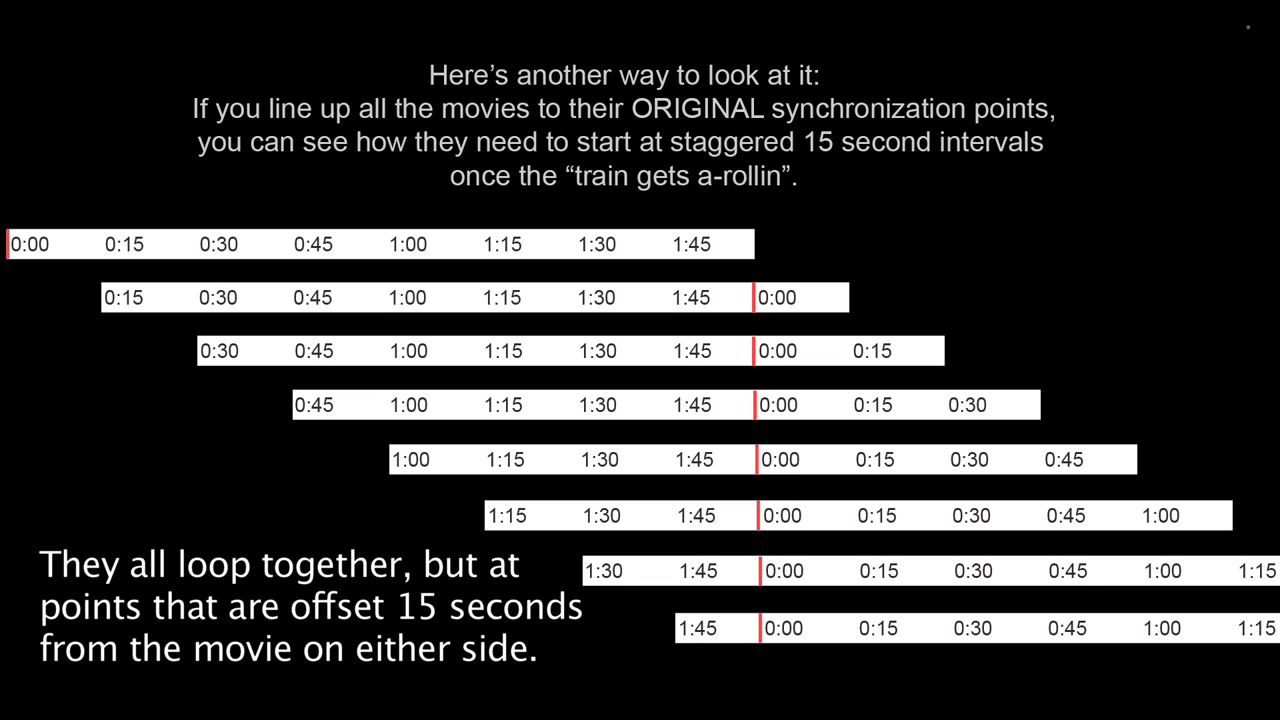 Here’s another way to look at it:
If you line up all the movies to their ORIGINAL synchronization points,
you can see how they need to start at staggered 15 second intervals
once the “train gets a-rollin”.
0:00 0:15 0:30 0:45 1:00 1:15 1:30 1:45
0:15 0:30 0:45 1:00 1:15 1:30 1:45 0:00
0:30 0:45 1:00 1:15 1:30 1:45 0:00 0:15
0:45 1:00 1:15 1:30 1:45 0:00 0:15 0:30
1:00 1:15 1:30 1:45 0:00 0:15 0:30 0:45
1:15 1:30 1:45 0:00 0:15 0:30 0:45 1:00
1:30 1:45 0:00 0:15 0:30 0:45 1:00 1:15
1:45 0:00 0:15 0:30 0:45 1:00 1:15
They all loop together, but at
points that are offset 15 seconds
from the movie on either side.